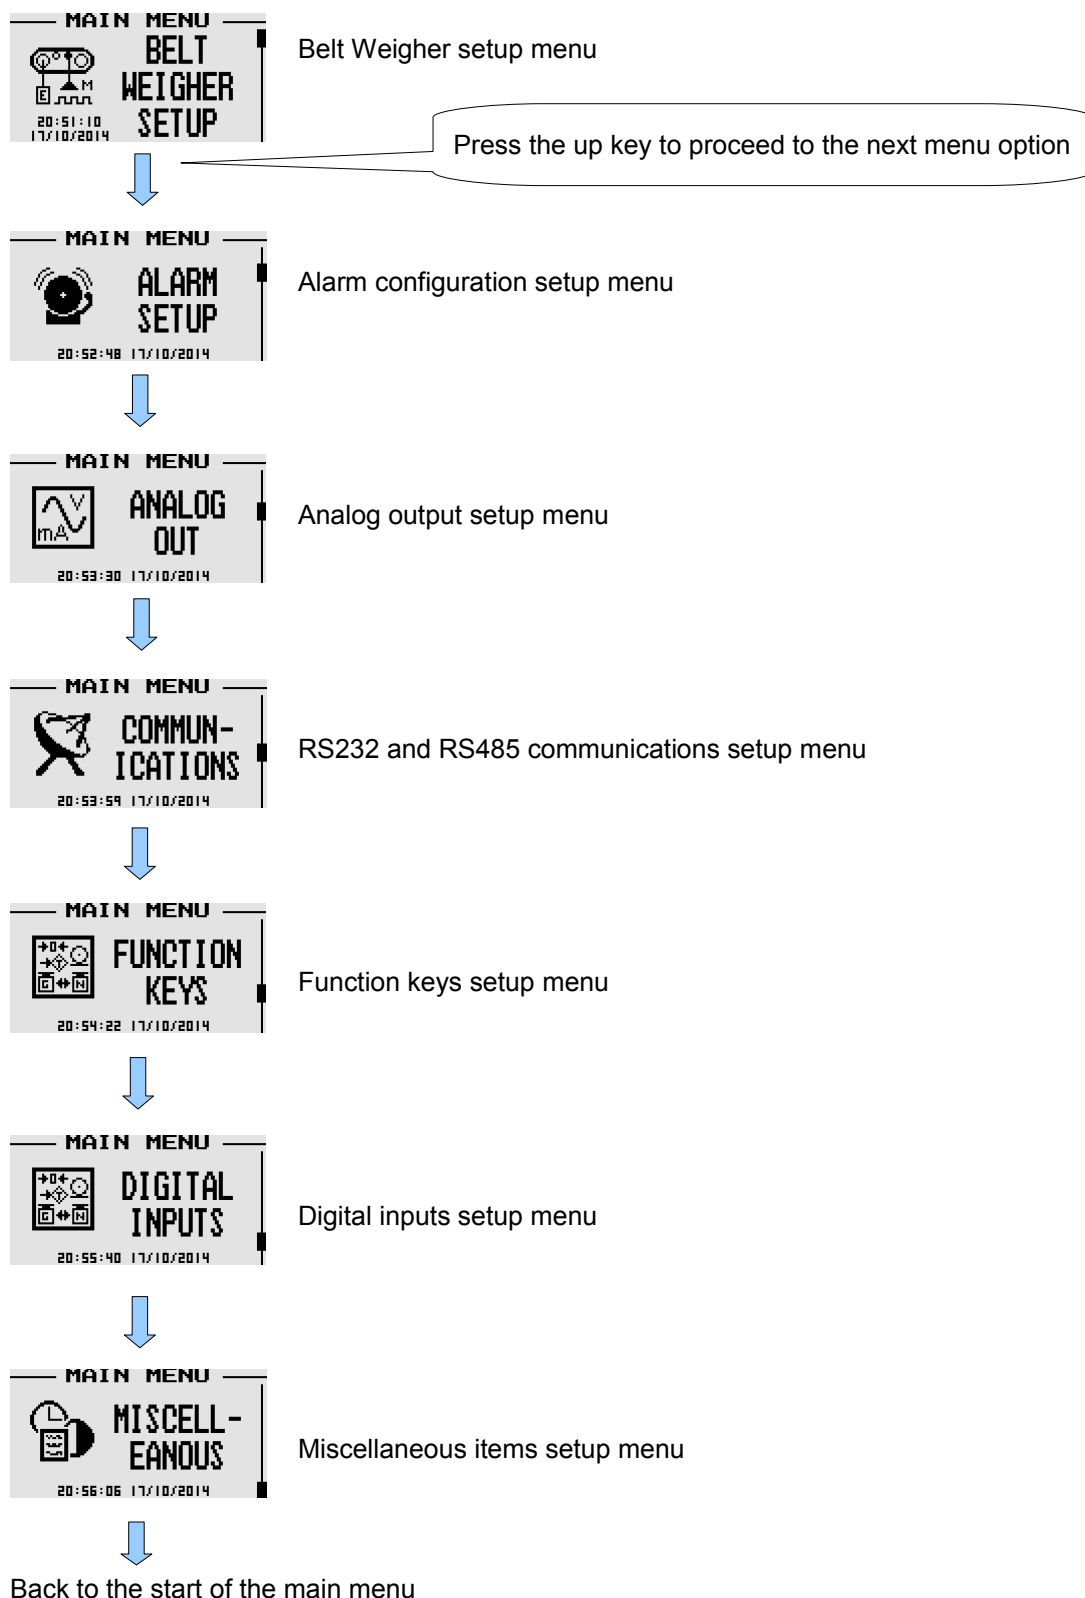 MAIN MENU
BELT
WEIGHER
SETUP
E
M
20:51:10
17/10/2014
Belt Weigher setup menu
Press the up key to proceed to the next menu option
MAIN MENU
ALARM
SETUP
20:52:48 17/10/2014
Alarm configuration setup menu
MAIN MENU
V
mA
ANALOG
OUT
20:53:30 17/10/2014
Analog output setup menu
MAIN MENU
COMMUN-
ICATIONS
20:53:59 17/10/2014
RS232 and RS485 communications setup menu
MAIN MENU
→0←
→T
G↔N
FUNCTION
KEYS
20:54:22 17/10/2014
Function keys setup menu
MAIN MENU
→0←
→T
G↔N
DIGITAL
INPUTS
20:55:40 17/10/2014
Digital inputs setup menu
MAIN MENU
MISCELL-
EANOUS
20:56:06 17/10/2014
Miscellaneous items setup menu
Back to the start of the main menu